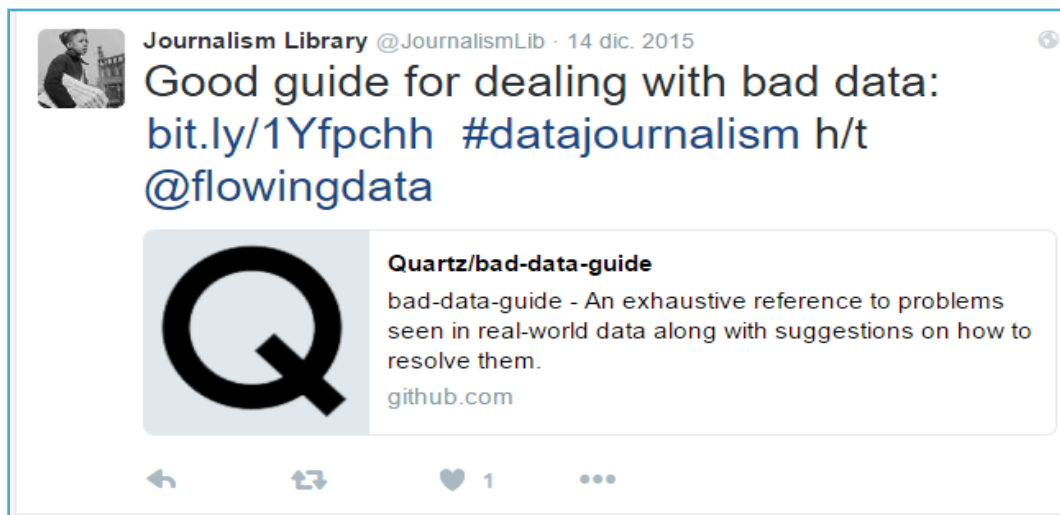 Journalism Library @JournalismLib · 14 dic. 2015
Good guide for dealing with bad data:
bit.ly/1Yfpchh #datajournalism h/t
@flowingdata
Quartz/bad-data-guide
bad-data-guide - An exhaustive reference to problems
seen in real-world data along with suggestions on how to
resolve them.
github.com
1